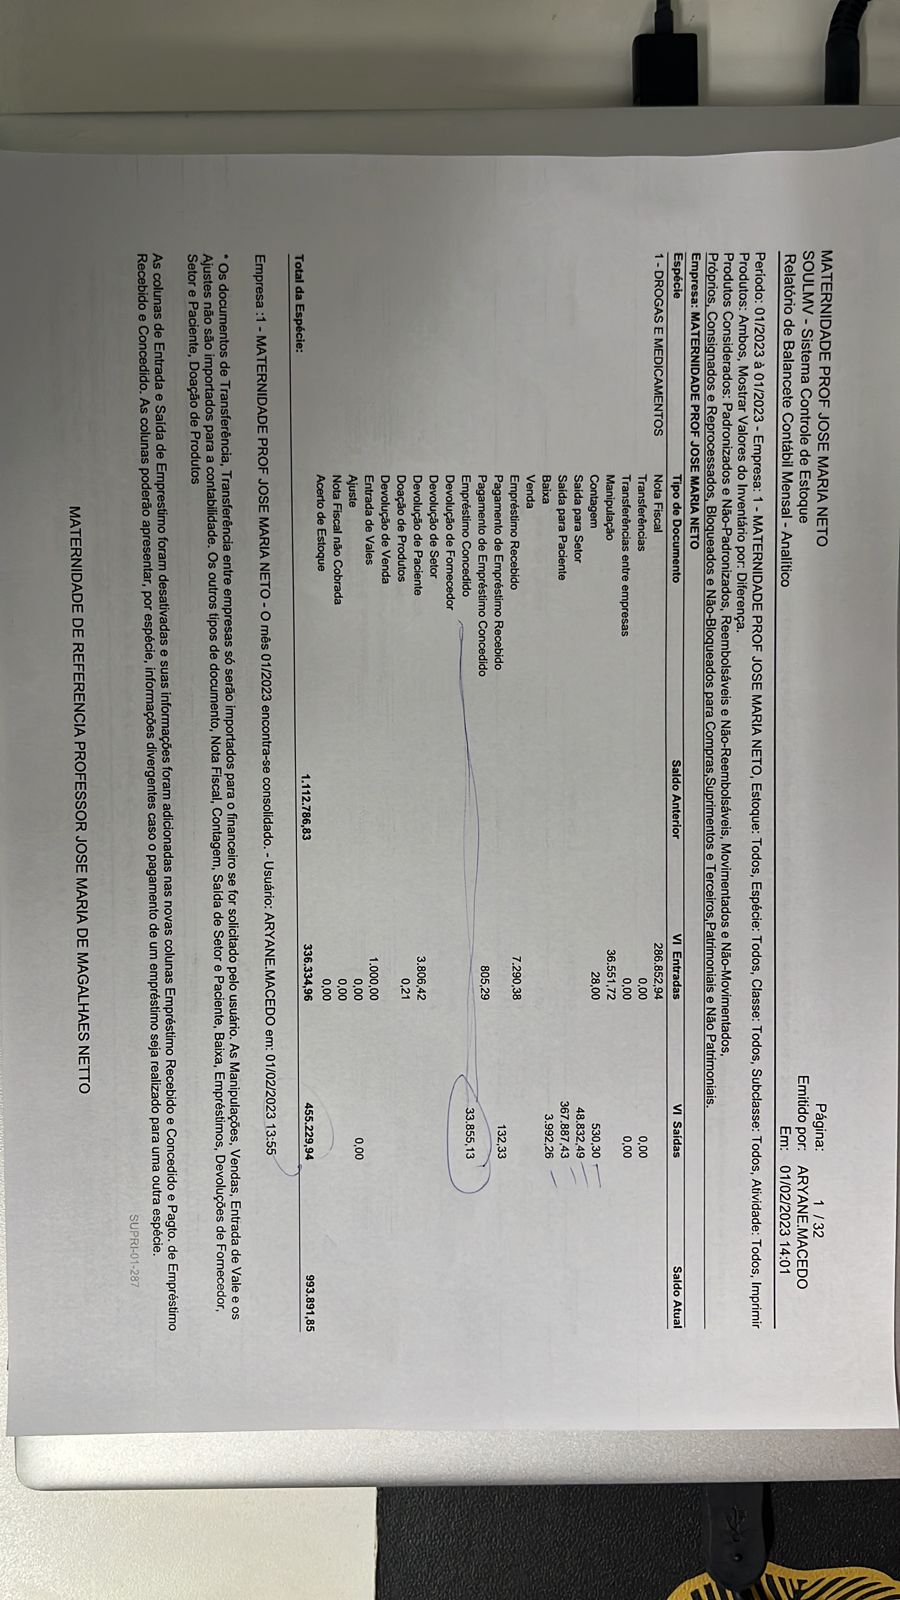 MATERNIDADE PROF JOSE MARIA NETO
SOULMV - Sistema Controle de Estoque
Relatório de Balancete Contábil Mensal - Analítico
Página: 1 / 32
Emitido por: ARYANE.MACEDO
Em: 01/02/2023 14:01
Período: 01/2023 à 01/2023 - Empresa: 1 - MATERNIDADE PROF JOSE MARIA NETO, Estoque: Todos, Espécie: Todos, Classe: Todos, Subclasse: Todos, Atividade: Todos, Imprimir
Produtos: Ambos, Mostrar Valores do Inventário por: Diferença.
Produtos Considerados: Padronizados e Não-Padronizados, Reembolsáveis e Não-Reembolsáveis, Movimentados e Não-Movimentados,
Próprios, Consignados e Reprocessados, Bloqueados e Não-Bloqueados para Compras,Suprimentos e Terceiros,Patrimoniais e Não Patrimoniais.
Empresa: MATERNIDADE PROF JOSE MARIA NETO
Espécie Tipo de Documento Saldo Anterior Vl Entradas Vl Saídas Saldo Atual
1 - DROGAS E MEDICAMENTOS Nota Fiscal 286.852,94
Transferências 0,00 0,00
Transferências entre empresas 0,00 0,00
Manipulação 36.551,72
Contagem 28,00 530,30
Saída para Setor 48.832,49
Saída para Paciente 367.887,43
Baixa 3.992,26
Venda
Empréstimo Recebido 7.290,38
Pagamento de Empréstimo Recebido 132,33
Pagamento de Empréstimo Concedido 805,29
Empréstimo Concedido 33.855,13
Devolução de Fornecedor
Devolução de Setor
Devolução de Paciente 3.806,42
Doação de Produtos 0,21
Devolução de Venda
Entrada de Vales 1.000,00
Ajuste 0,00 0,00
Nota Fiscal não Cobrada 0,00
Acerto de Estoque 0,00
Total da Espécie: 1.112.786,83 336.334,96 455.229,94 993.891,85
Empresa :1 - MATERNIDADE PROF JOSE MARIA NETO - O mês 01/2023 encontra-se consolidado. - Usuário: ARYANE.MACEDO em: 01/02/2023 13:55
* Os documentos de Transferência, Transferência entre empresas só serão importados para o financeiro se for solicitado pelo usuário. As Manipulações, Vendas, Entrada de Vale e os
Ajustes não são importados para a contabilidade. Os outros tipos de documento, Nota Fiscal, Contagem, Saída de Setor e Paciente, Baixa, Empréstimos, Devoluções de Fornecedor,
Setor e Paciente, Doação de Produtos
As colunas de Entrada e Saída de Emprestimo foram desativadas e suas informações foram adicionadas nas novas colunas Empréstimo Recebido e Concedido e Pagto. de Empréstimo
Recebido e Concedido. As colunas poderão apresentar, por espécie, informações divergentes caso o pagamento de um empréstimo seja realizado para uma outra espécie.
SUPRI-01-287
MATERNIDADE DE REFERENCIA PROFESSOR JOSE MARIA DE MAGALHAES NETTO